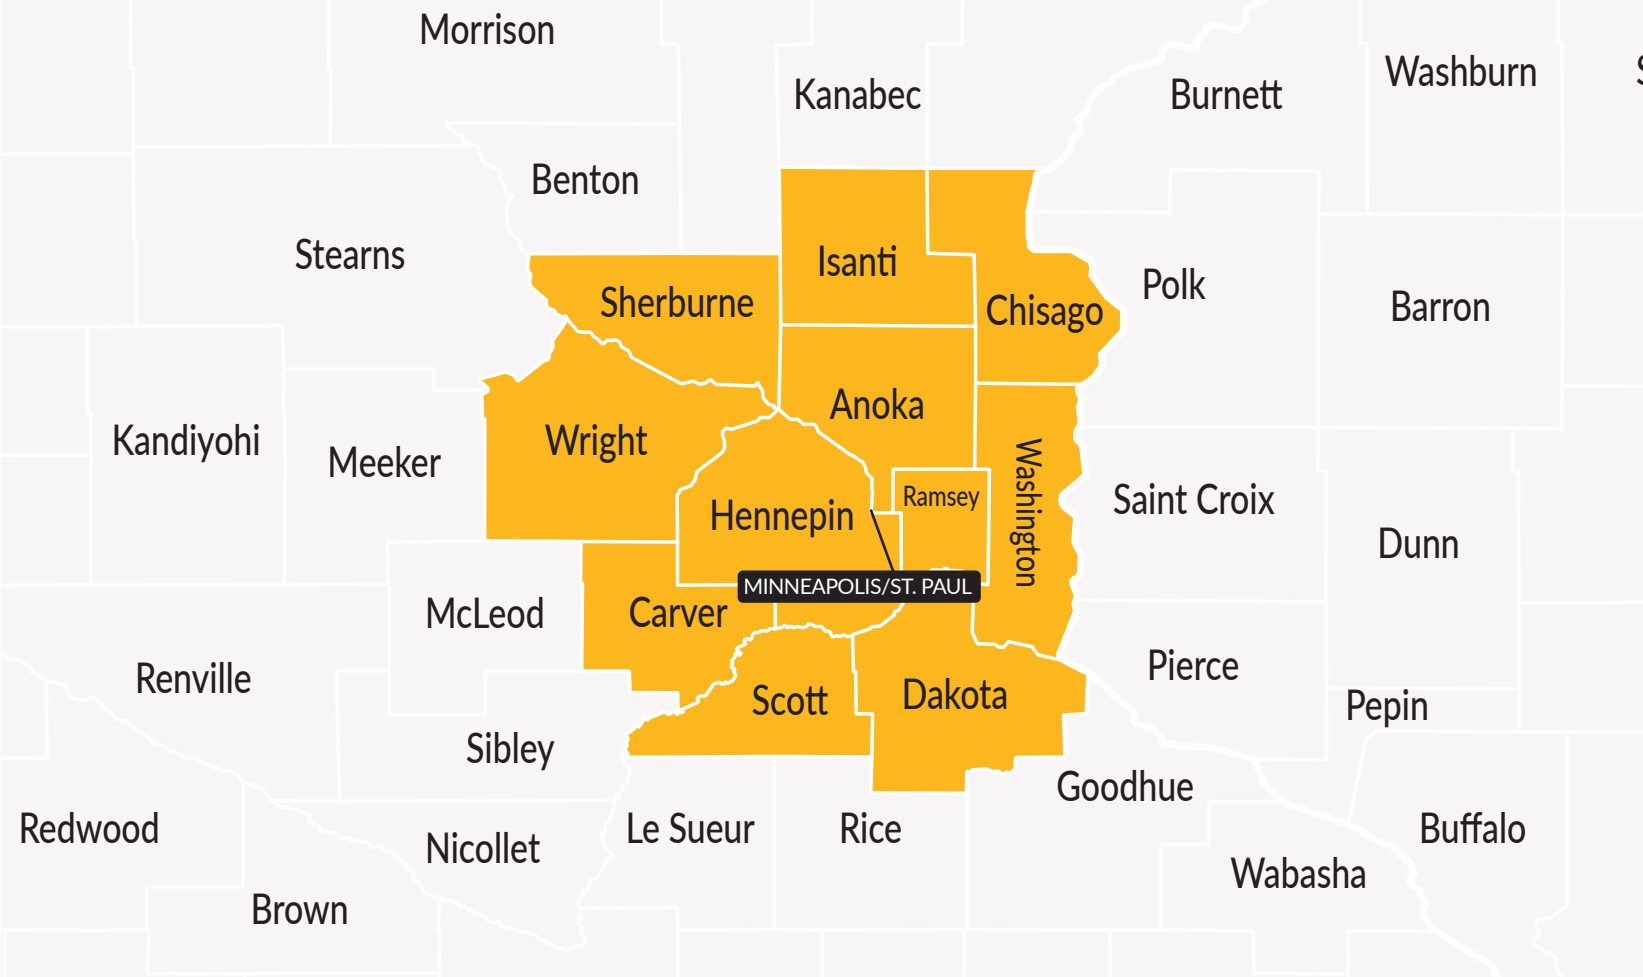 Morrison
Washburn
S
Kanabec
Burnett
Benton
Stearns
Isanti
Sherburne
Polk
Chisago
Barron
Anoka
Kandiyohi
Wright
Meeker
Washington
Ramsey
Saint Croix
Hennepin
Dunn
MINNEAPOLIS/ST. PAUL
McLeod
Carver
Pierce
Renville
Scott
Dakota
Pepin
Sibley
Goodhue
Redwood
Le Sueur
Rice
Buffalo
Nicollet
Wabasha
Brown